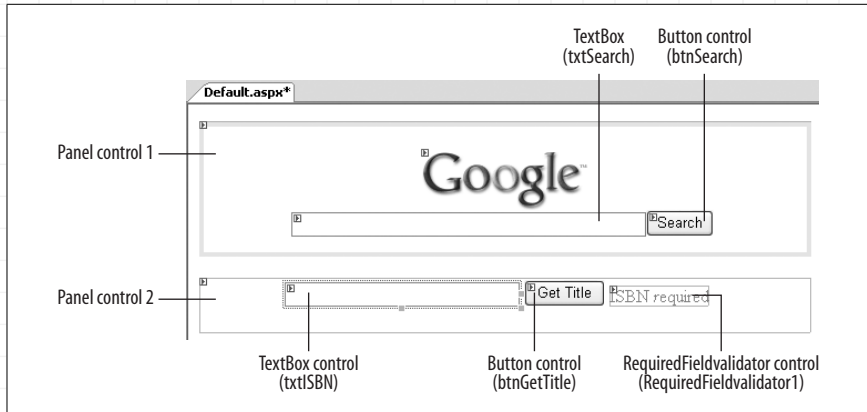 TextBox
(txtSearch)
Button control
(btnSearch)
Default.aspx*
Panel control 1
Google™
Search
Panel control 2
Get Title
ISBN required
TextBox control
(txtISBN)
Button control
(btnGetTitle)
RequiredFieldvalidator control
(RequiredFieldvalidator1)